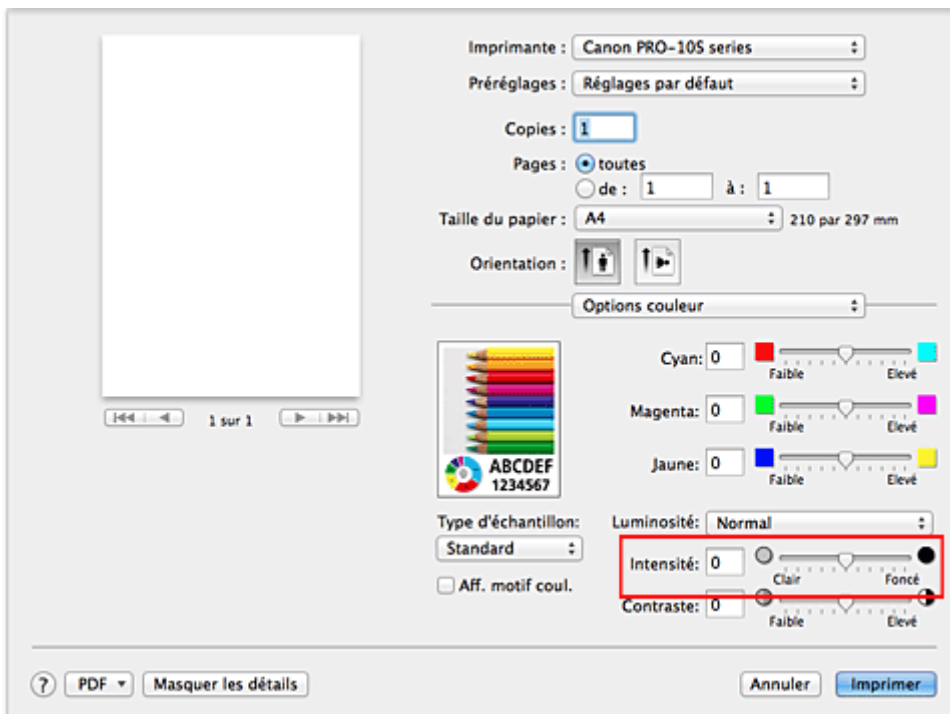 Imprimante : Canon PRO-10S series
Préréglages : Réglages par défaut
Copies : 1
Pages : toutes
de : 1 à : 1
Taille du papier : A4 210 par 297 mm
Orientation :
Options couleur
1 sur 1
ABCDEF
1234567
Cyan: 0
Faible Elevé
Magenta: 0
Faible Elevé
Jaune: 0
Faible Elevé
Type d'échantillon:
Standard
Aff. motif coul.
Luminosité: Normal
Intensité: 0
Clair Foncé
Contraste: 0
Faible Elevé
? PDF Masquer les détails Annuler Imprimer